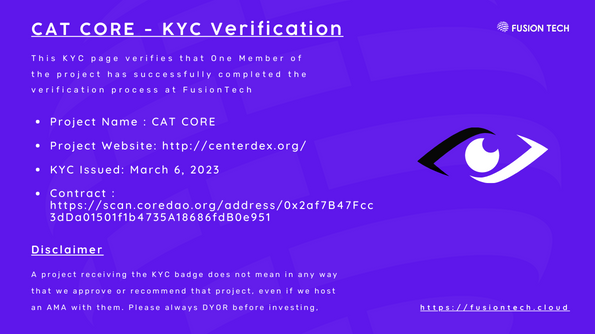 CAT CORE - KYC Verification
FUSION TECH
This KYC page verifies that One Member of
the project has successfully completed the
verification process at FusionTech
• Project Name : CAT CORE
• Project Website: http://centerdex.org/
• KYC Issued: March 6, 2023
• Contract :
https://scan.coredao.org/address/0x2af7B47Fcc
3dDa01501f1b4735A18686fdB0e951
Disclaimer
A project receiving the KYC badge does not mean in any way
that we approve or recommend that project, even if we host
an AMA with them. Please always DYOR before investing,
https://fusiontech.cloud